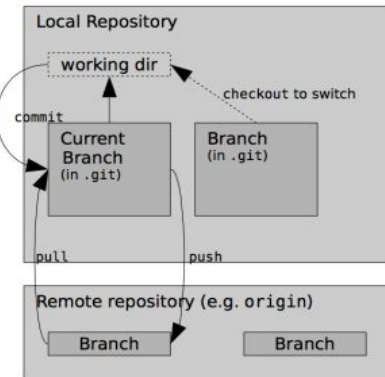 Local Repository
working dir
checkout to switch
commit
Current
Branch
(in .git)
Branch
(in .git)
pull
push
Remote repository (e.g. origin)
Branch
Branch